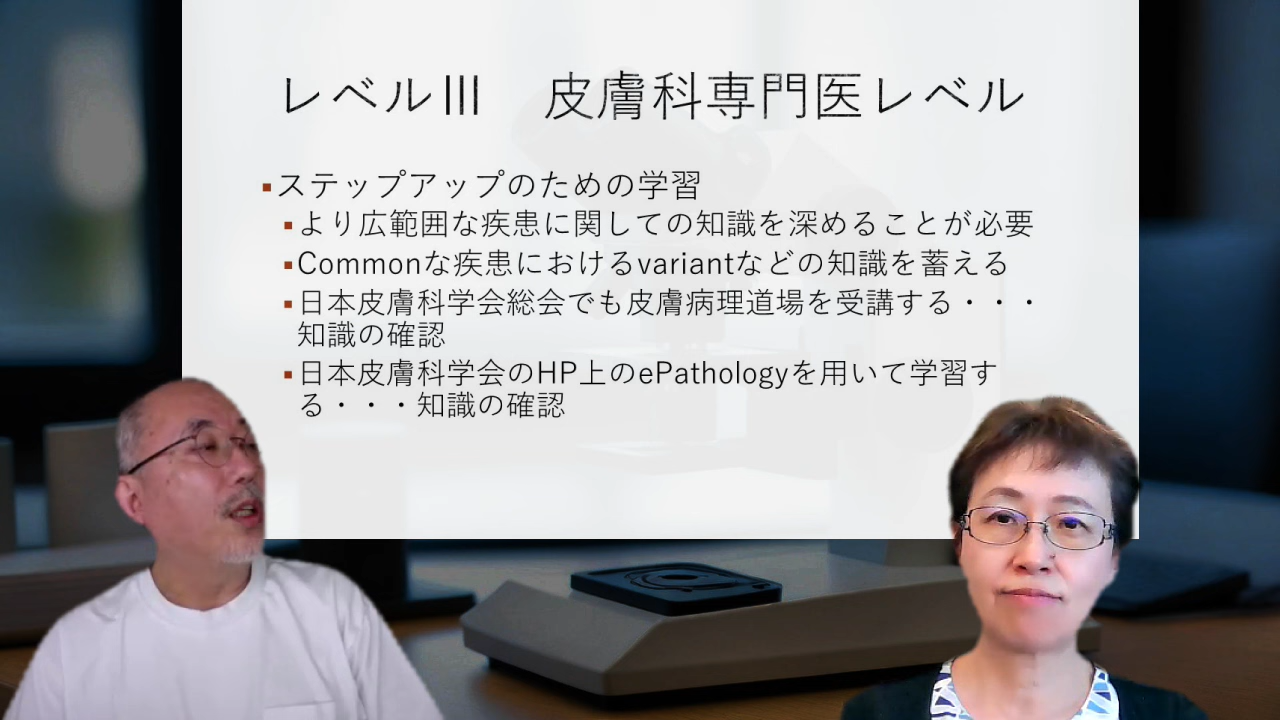 レベルⅢ　皮膚科専門医レベル
▪ステップアップのための学習
▪より広範囲な疾患に関しての知識を深めることが必要
▪Commonな疾患におけるvariantなどの知識を蓄える
▪日本皮膚科学会総会でも皮膚病理道場を受講する・・・
知識の確認
▪日本皮膚科学会のHP上のePathologyを用いて学習す
る・・・知識の確認